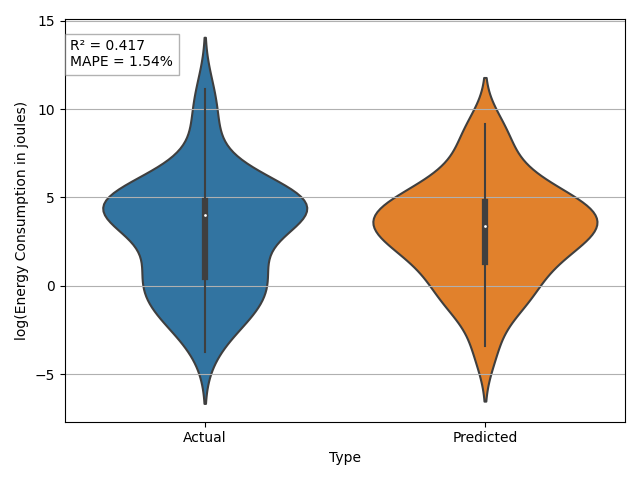 15
R² = 0.417
MAPE = 1.54%
10
5
0
−5
log(Energy Consumption in joules)
Actual
Predicted
Type